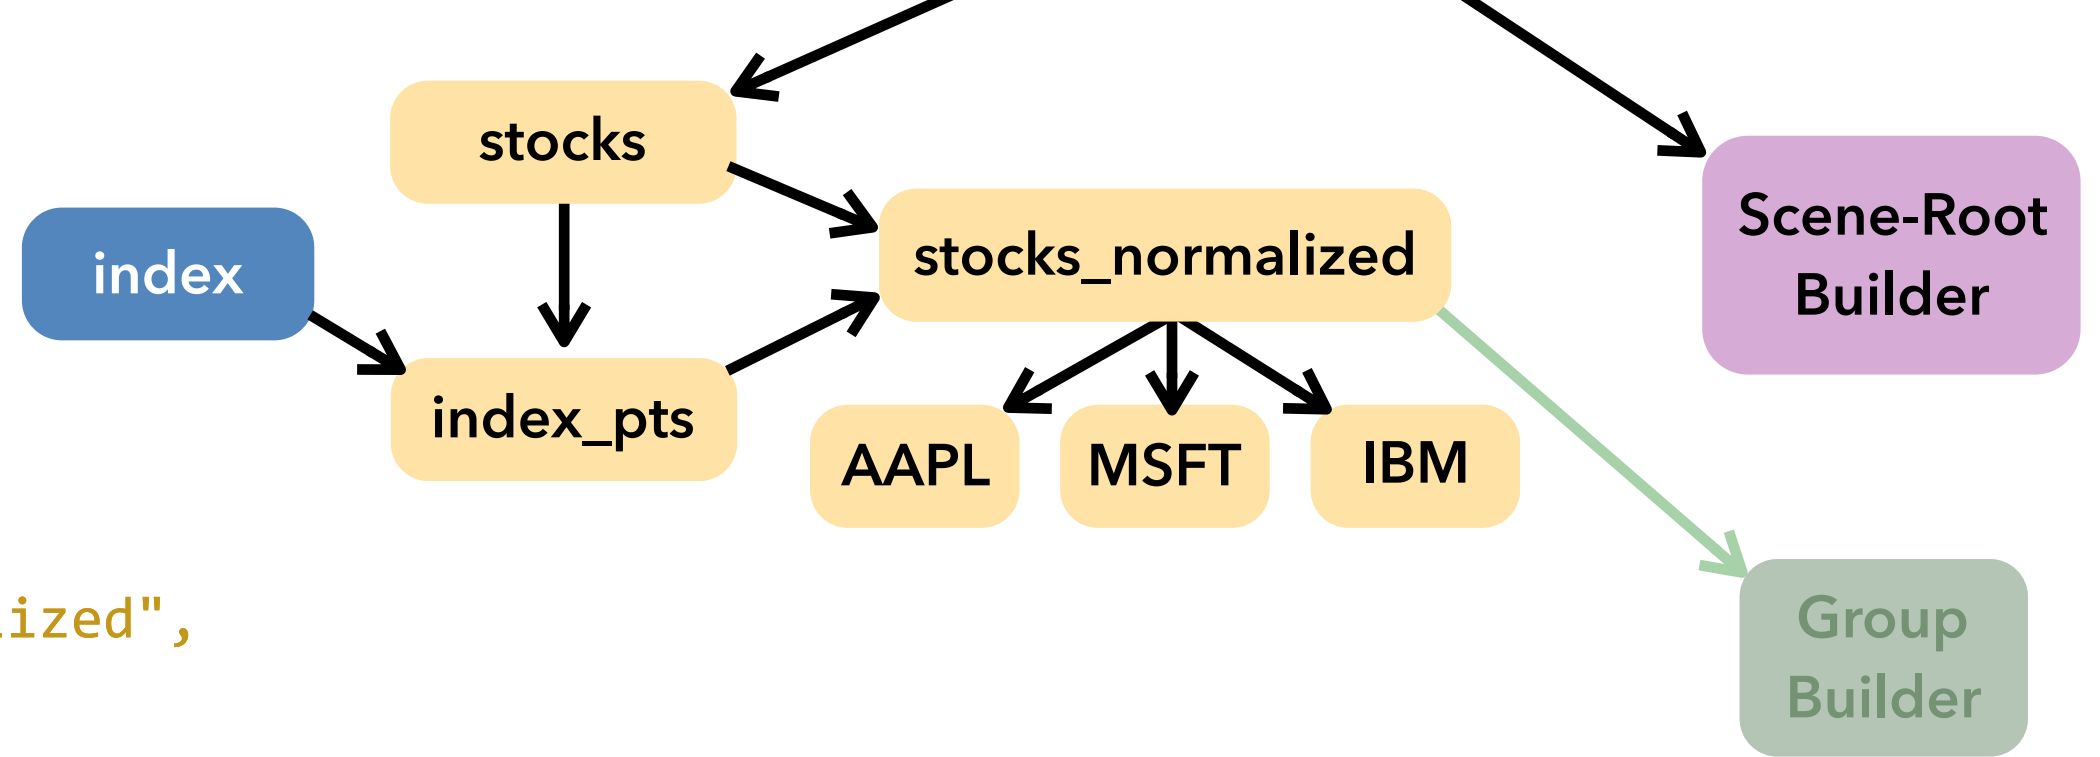 stocks
index
stocks_normalized
Scene-Root
Builder
index_pts
AAPL
MSFT
IBM
ized",
Group
Builder